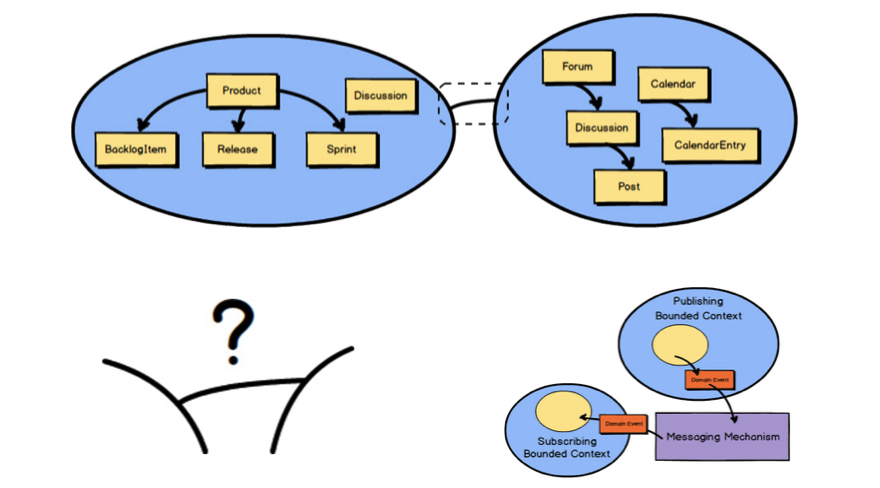 Product
Discussion
BacklogItem
Release
Sprint
Forum
Calendar
Discussion
CalendarEntry
Post
?
Publishing
Bounded Context
Domain Event
Domain Event
Messaging Mechanism
Subscribing
Bounded Context